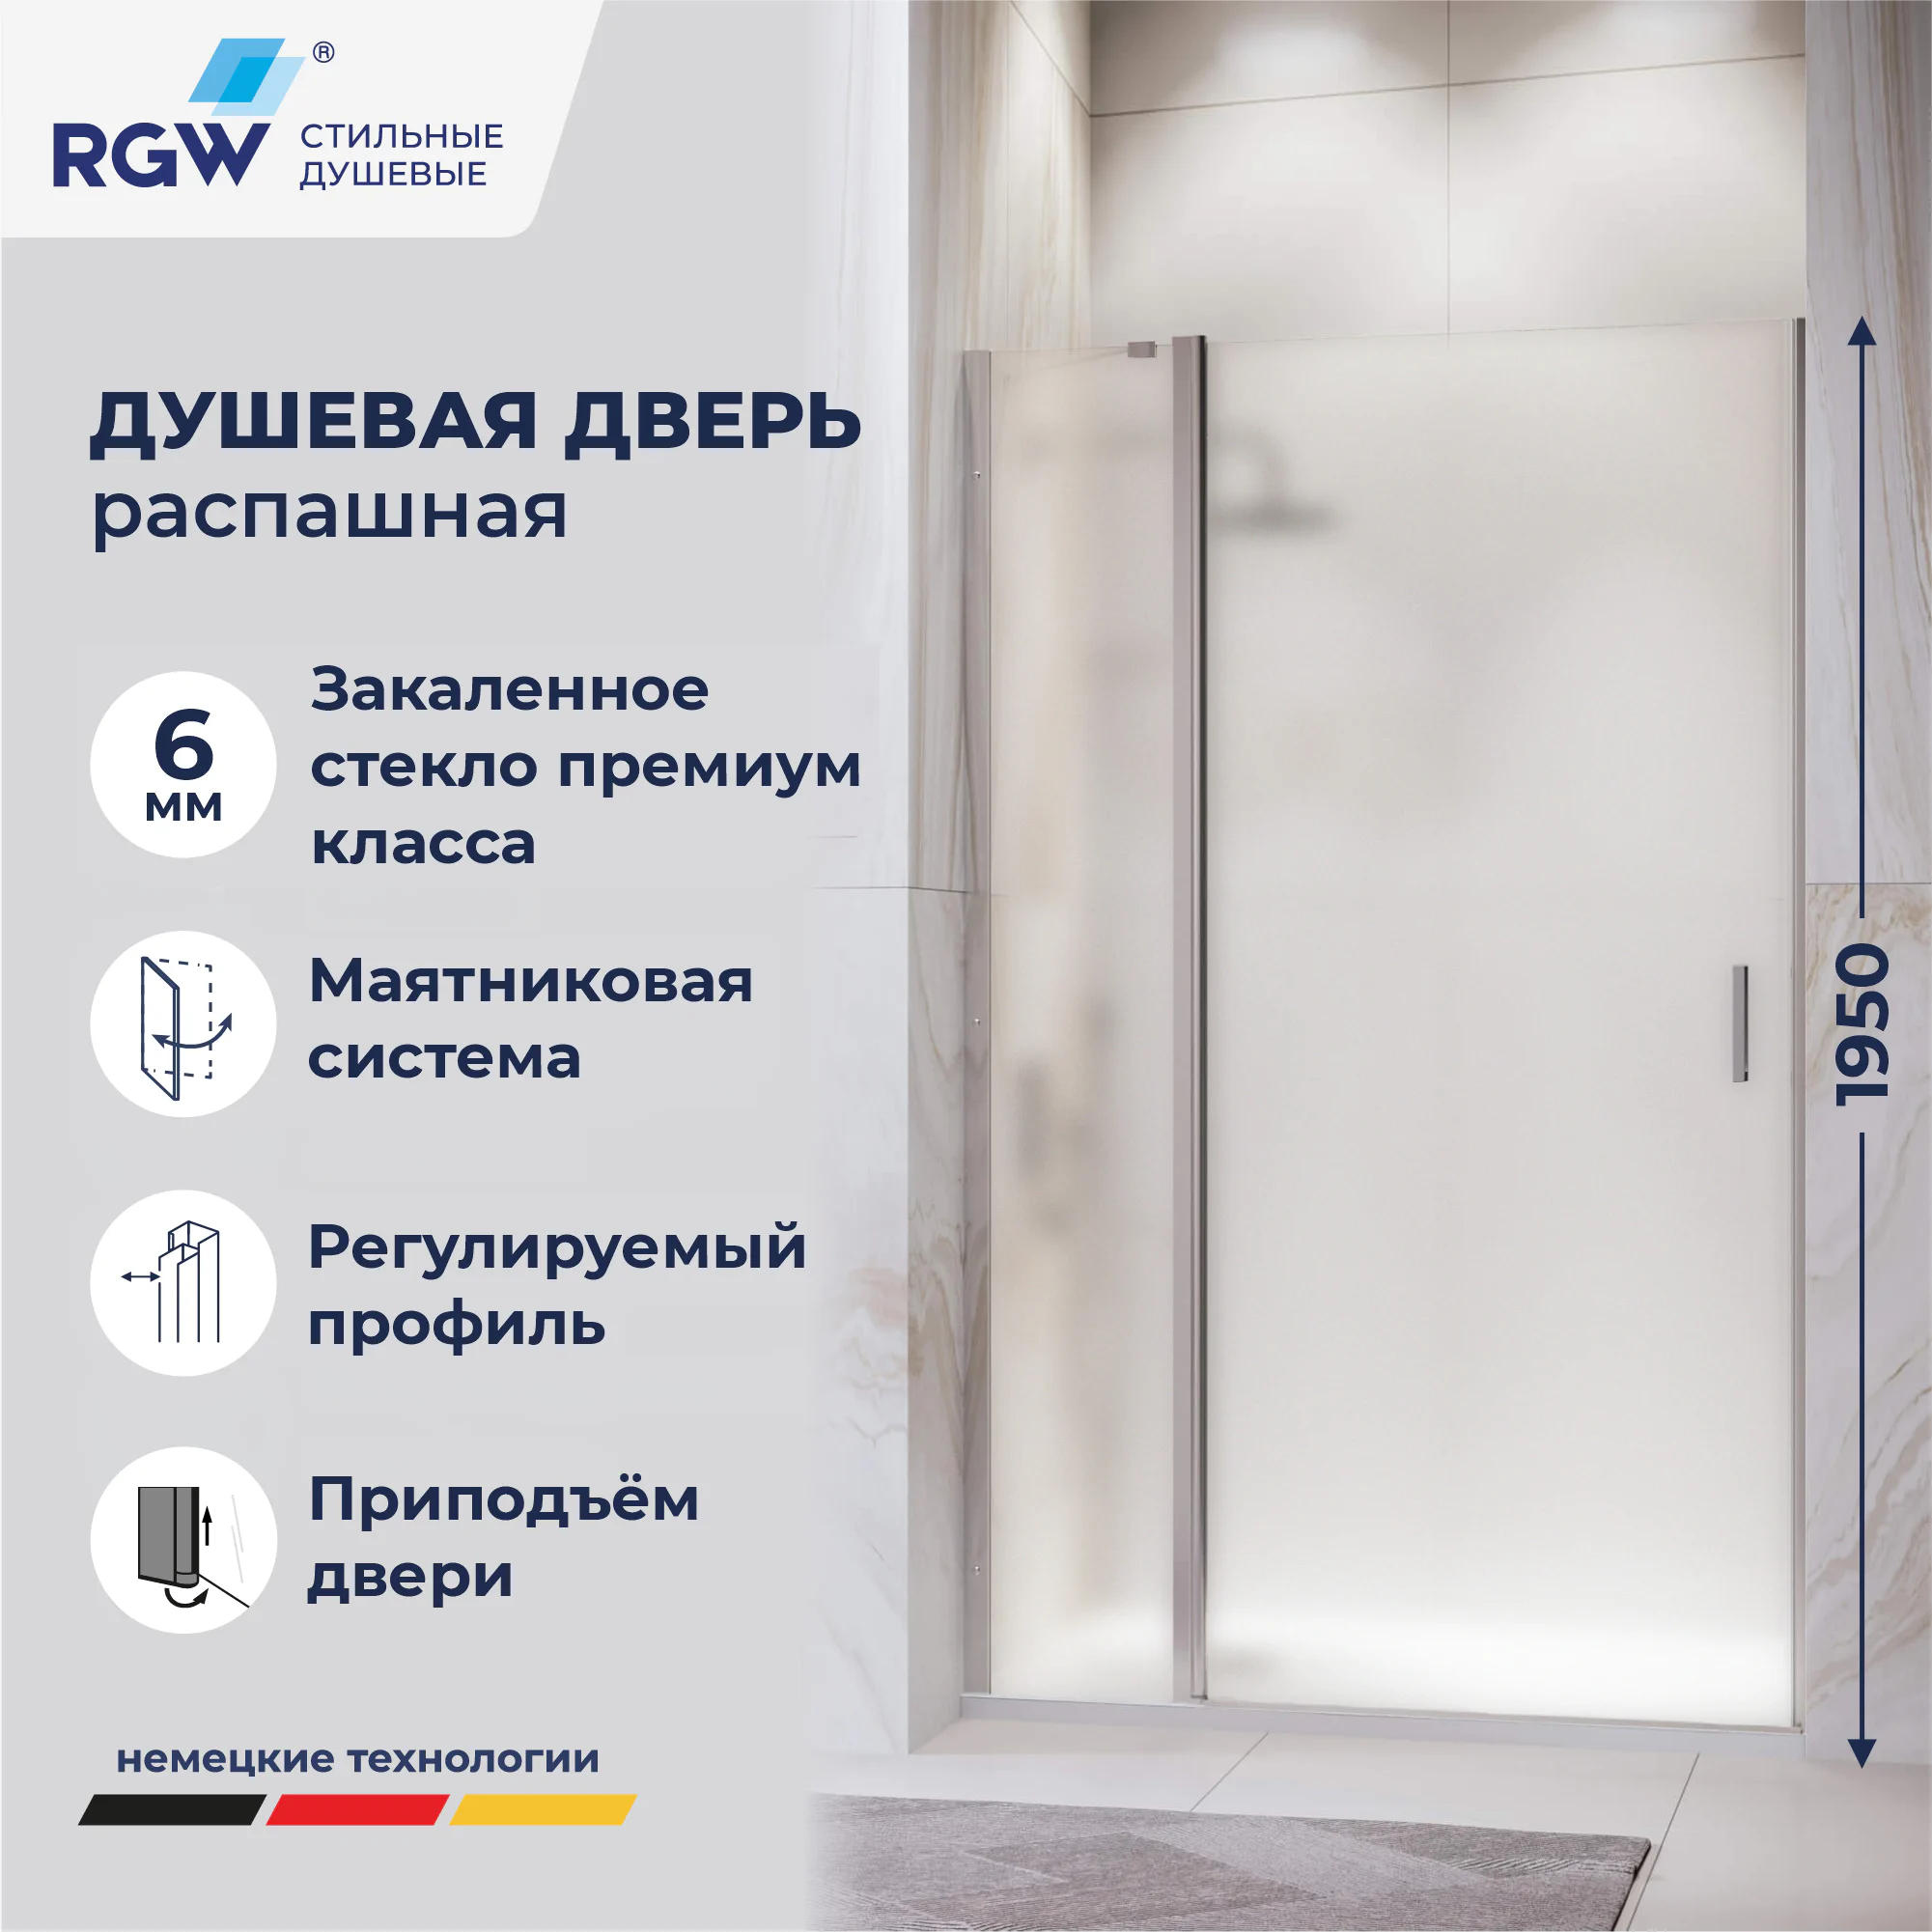 RGW®
СТИЛЬНЫЕ
ДУШЕВЫЕ
ДУШЕВАЯ ДВЕРЬ
распашная
6
мм
Закаленное
стекло премиум
класса
Маятниковая
система
Регулируемый
профиль
Приподъём
двери
немецкие технологии
1950